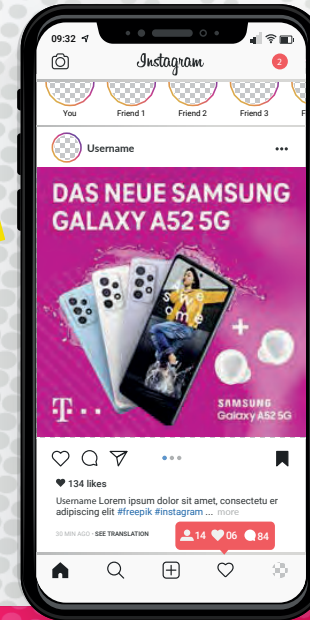 09:32
Instagram
2
You Friend 1 Friend 2 Friend 3 F
Username
DAS NEUE SAMSUNG
GALAXY A52 5G
Awe
some
+
T
SAMSUNG
Galaxy A52 5G
134 likes
Username Lorem ipsum dolor sit amet, consectetu er
adipiscing elit #freepik #instagram ... more
30 MIN AGO · SEE TRANSLATION
14 06 84